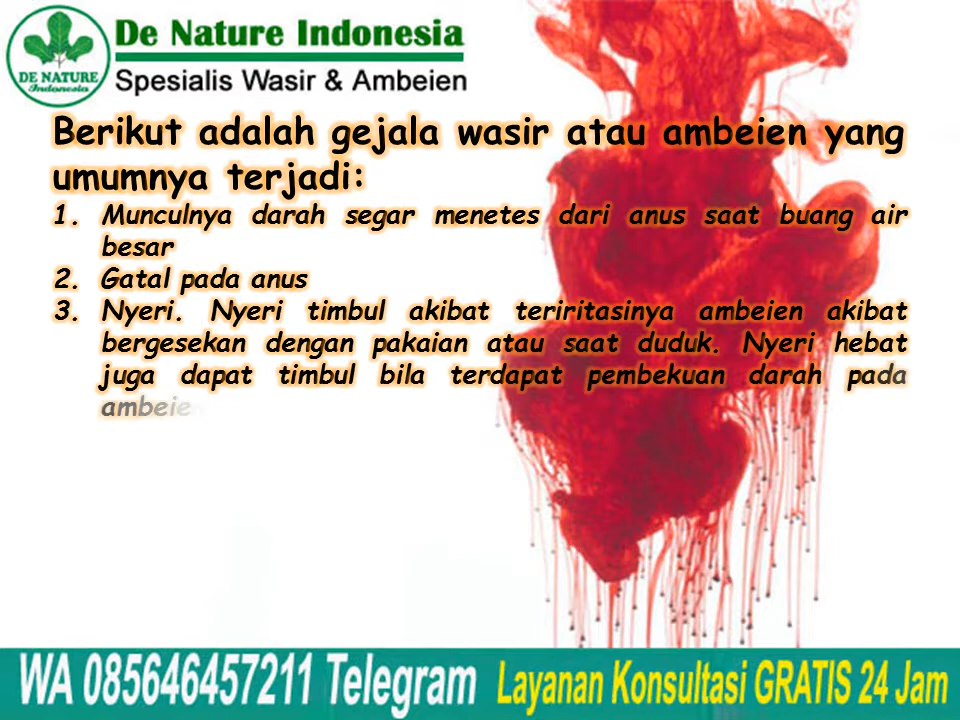 De Nature Indonesia
Spesialis Wasir & Ambeien
DE NATURE
Indonesia
Berikut adalah gejala wasir atau ambeien yang
umumnya terjadi:
1. Munculnya darah segar menetes dari anus saat buang air
besar
2. Gatal pada anus
3. Nyeri. Nyeri timbul akibat teriritasinya ambeien akibat
bergesekan dengan pakaian atau saat duduk. Nyeri hebat
juga dapat timbul bila terdapat pembekuan darah pada
ambeie
WA 085646457211 Telegram Layanan Konsultasi GRATIS 24 Jam